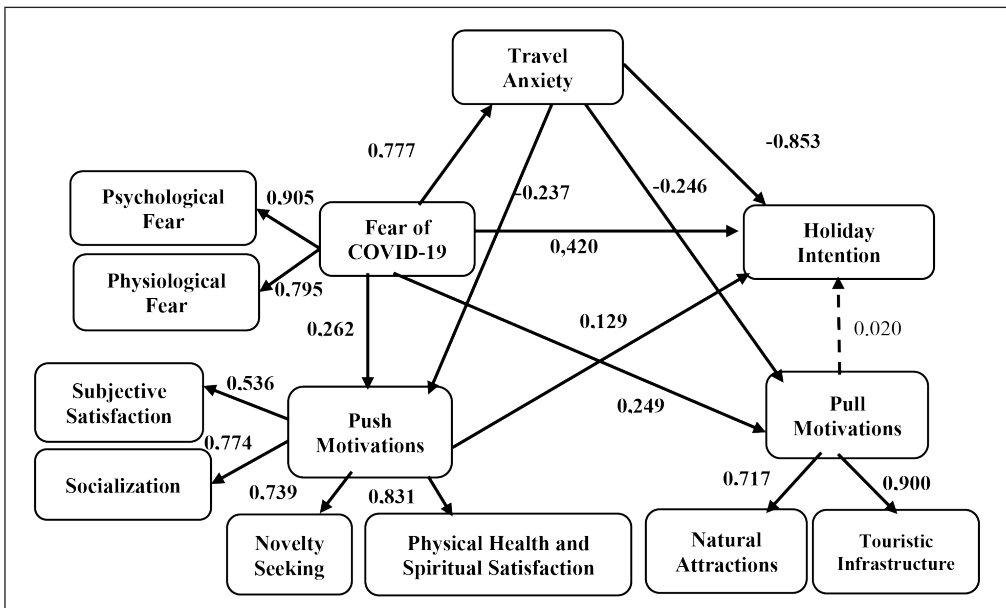 Travel
Anxiety
0,777
-0,853
-0,237
-0,246
Psychological
Fear
0,905
Fear of
COVID-19
0,420
Holiday
Intention
Physiological
Fear
0,795
0,262
0,129
0,020
Subjective
Satisfaction
0,536
Push
Motivations
0,249
Pull
Motivations
0,774
Socialization
0,739
0,831
0,717
0,900
Novelty
Seeking
Physical Health and
Spiritual Satisfaction
Natural
Attractions
Touristic
Infrastructure